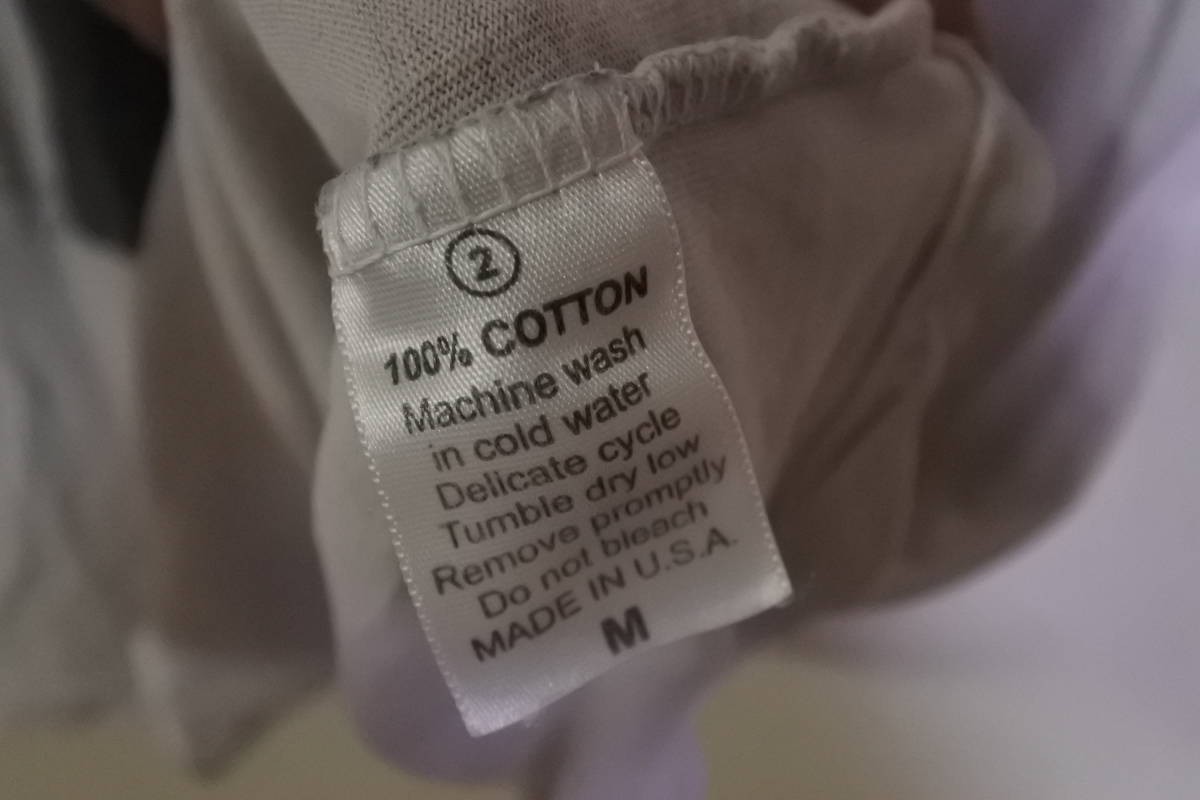 2
100% COTTON
Machine wash
in cold water
Delicate cycle
Tumble dry low
Remove promptly
Do not bleach
MADE IN U.S.A.
M